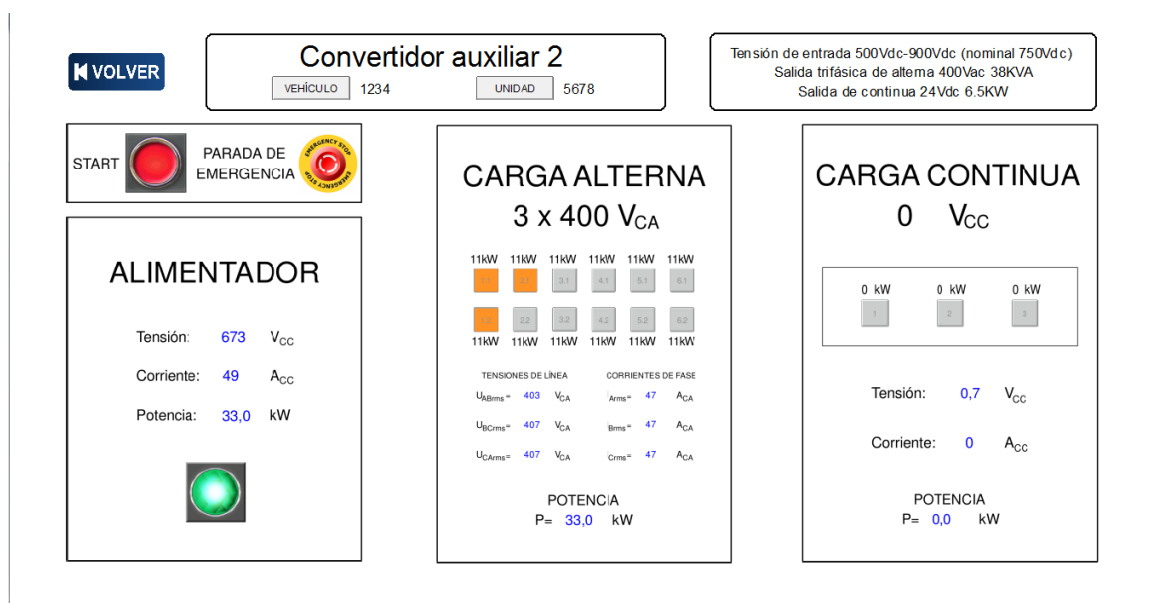 VOLVER
Convertidor auxiliar 2
VEHÍCULO 1234 UNIDAD 5678
Tensión de entrada 500Vdc-900Vdc (nominal 750Vdc)
Salida trifásica de alterna 400Vac 38KVA
Salida de continua 24Vdc 6.5KW
START
PARADA DE
EMERGENCIA
EMERGENCY STOP
EMERGENCY STOP
ALIMENTADOR
Tensión: 673 VCC
Corriente: 49 ACC
Potencia: 33,0 kW
CARGA ALTERNA
3 x 400 VCA
11kW 11kW 11kW 11kW 11kW 11kW
3.1 4.1 5.1 6.1
2.2 3.2 4.2 5.2 6.2
11kW 11kW 11kW 11kW 11kW 11kW
TENSIONES DE LÍNEA CORRIENTES DE FASE
UABrms= 403 VCA Arms= 47 ACA
UBCrms= 407 VCA Brms= 47 ACA
UCArms= 407 VCA Crms= 47 ACA
POTENCIA
P= 33,0 kW
CARGA CONTINUA
0 VCC
0 kW 0 kW 0 kW
1 2 3
Tensión: 0,7 VCC
Corriente: 0 ACC
POTENCIA
P= 0,0 kW